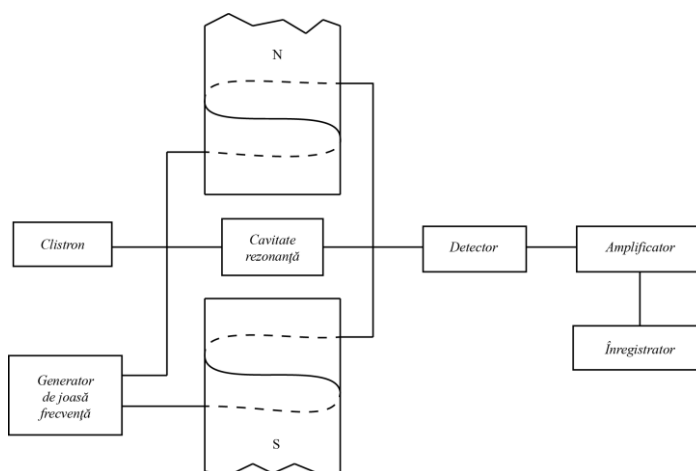 N
Clistron
Cavitate
rezonanță
Detector
Amplificator
Înregistrator
Generator
de joasă
frecvență
S